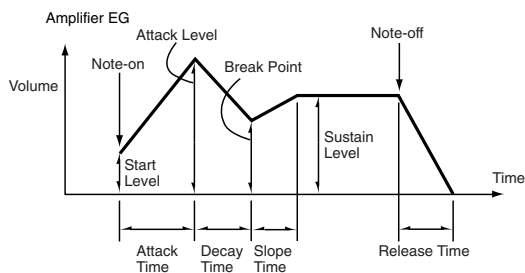 Amplifier EG
Attack Level
Note-off
Note-on
Break Point
Volume
Sustain
Level
Start
Level
Time
Attack
Time
Decay
Time
Slope
Time
Release Time